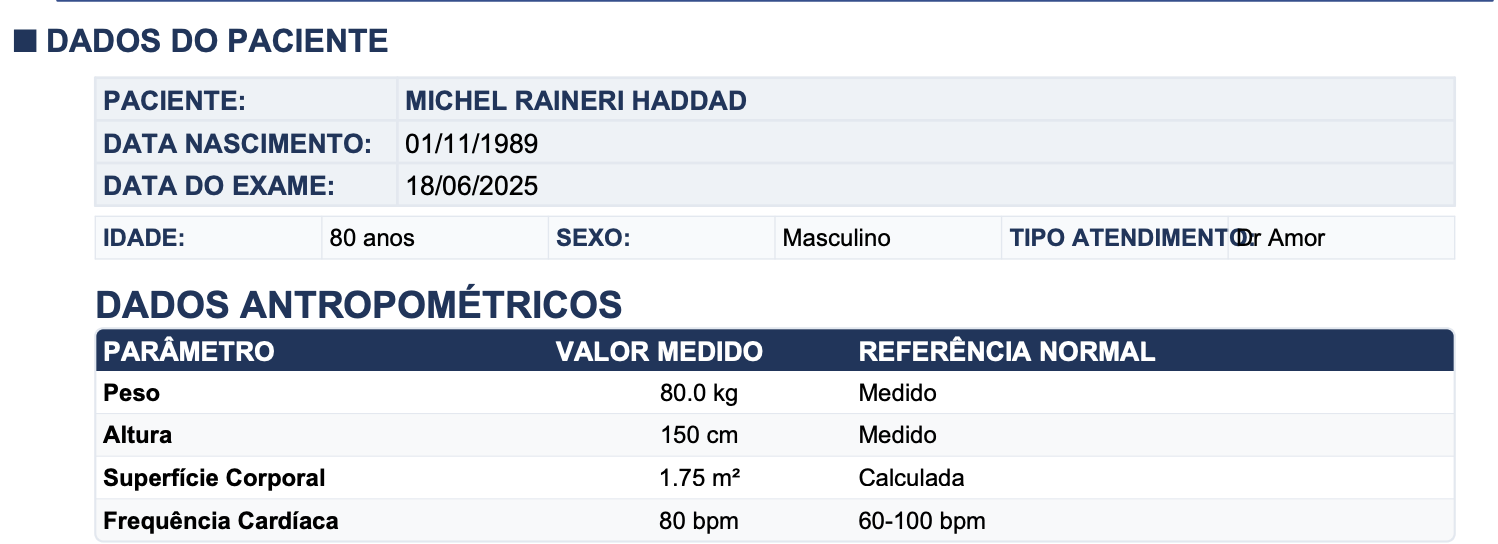 DADOS DO PACIENTE
PACIENTE: MICHEL RAINERI HADDAD
DATA NASCIMENTO: 01/11/1989
DATA DO EXAME: 18/06/2025
IDADE: 80 anos SEXO: Masculino TIPO ATENDIMENTO: Dr Amor
DADOS ANTROPOMÉTRICOS
PARÂMETRO VALOR MEDIDO REFERÊNCIA NORMAL
Peso 80.0 kg Medido
Altura 150 cm Medido
Superfície Corporal 1.75 m² Calculada
Frequência Cardíaca 80 bpm 60-100 bpm